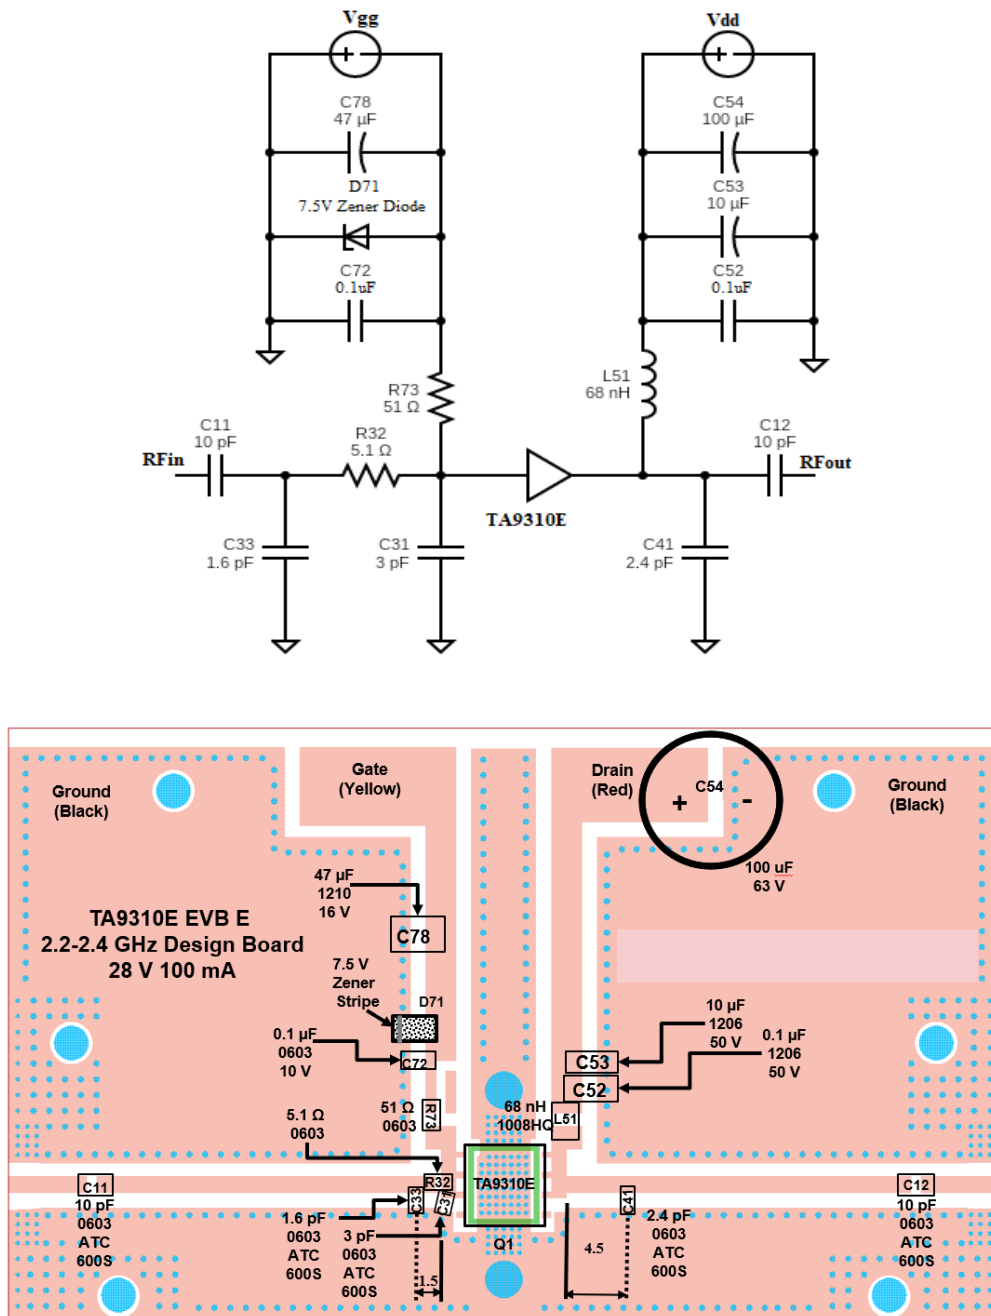 Vgg
Vdd
C78
47 µF
C54
100 µF
D71
7.5V Zener Diode
C53
10 µF
C72
0.1uF
C52
0.1uF
R73
51 Ω
L51
68 nH
C11
10 pF
R32
5.1 Ω
C12
10 pF
RFin
RFout
TA9310E
C33
1.6 pF
C31
3 pF
C41
2.4 pF
Ground
(Black)
Gate
(Yellow)
Drain
(Red)
C54
+
-
Ground
(Black)
100 uF
63 V
47 µF
1210
16 V
C78
TA9310E EVB E
2.2-2.4 GHz Design Board
28 V 100 mA
7.5 V
Zener
Stripe
D71
0.1 µF
0603
10 V
C72
10 µF
1206
50 V
0.1 µF
1206
50 V
C53
C52
5.1 Ω
0603
51 Ω
0603
R73
68 nH
1008HQ
L51
C11
10 pF
0603
ATC
600S
R32
C33
C31
TA9310E
Q1
C41
C12
10 pF
0603
ATC
600S
1.6 pF
0603
ATC
600S
3 pF
0603
ATC
600S
1.5
4.5
2.4 pF
0603
ATC
600S